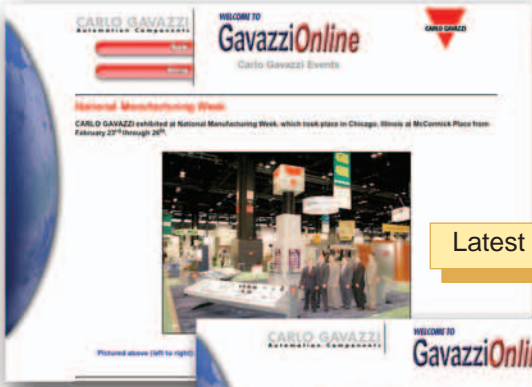 CARLO GAVAZZI
Automation Components
WELCOME TO
GavazziOnline
CARLO GAVAZZI
Carlo Gavazzi Events
National Manufacturing Week
CARLO GAVAZZI exhibited at National Manufacturing Week, which took place in Chicago, Illinois at McCormick Place from
February 23rd through 26th.
Latest
Pictured above (left to right)
CARLO GAVAZZI
Automation Components
WELCOME TO
GavazziOnli